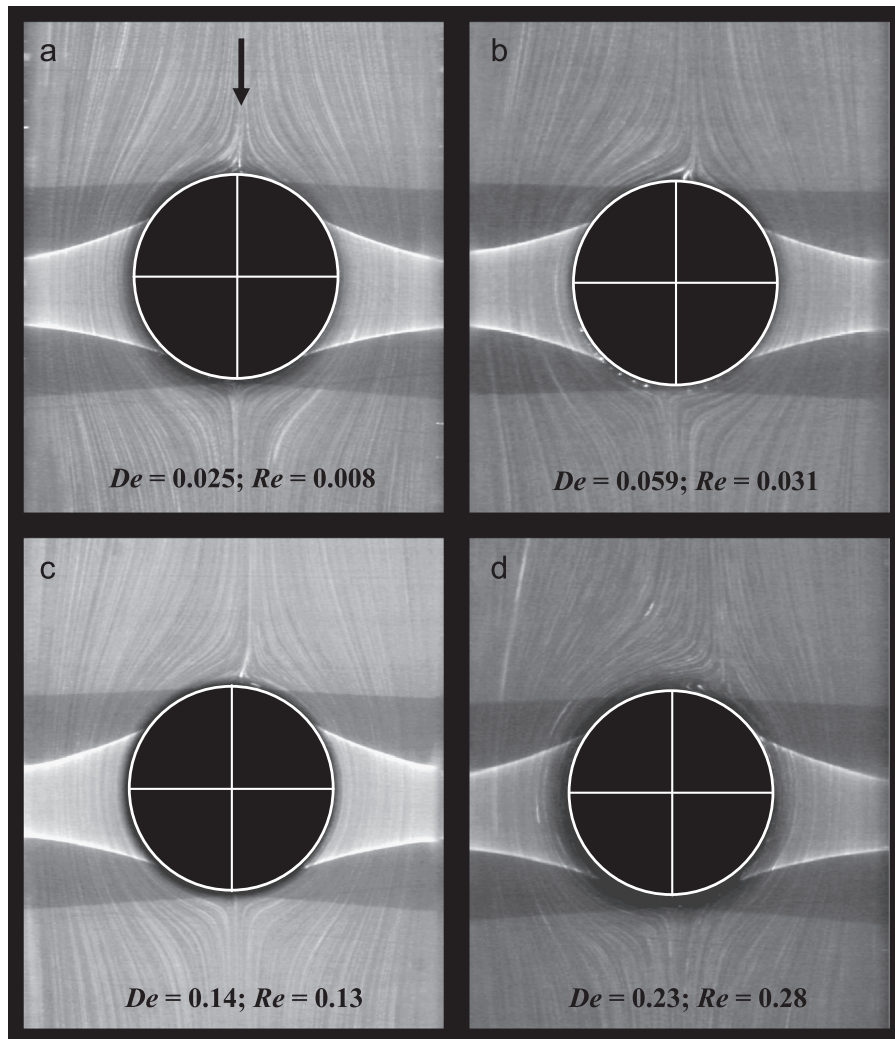 a
b
De = 0.025; Re = 0.008
De = 0.059; Re = 0.031
c
d
De = 0.14; Re = 0.13
De = 0.23; Re = 0.28